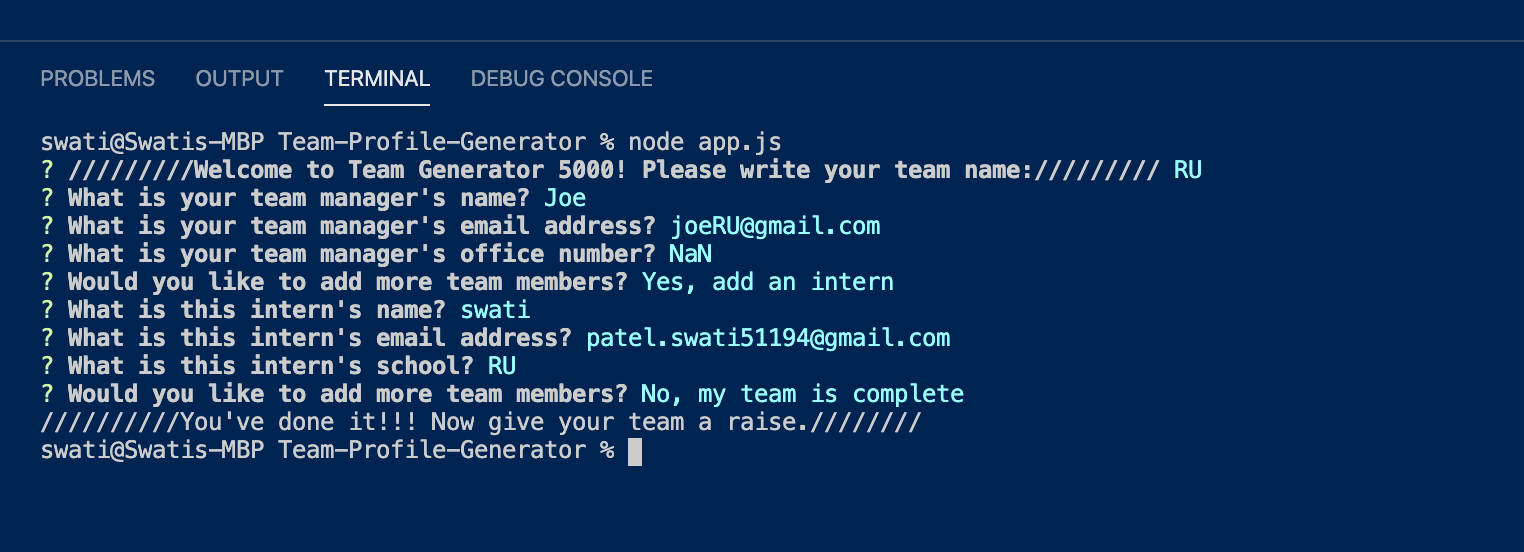 PROBLEMS OUTPUT TERMINAL DEBUG CONSOLE
swati@Swatis-MBP Team-Profile-Generator % node app.js
? /////////Welcome to Team Generator 5000! Please write your team name:///////// RU
? What is your team manager's name? Joe
? What is your team manager's email address? joeRU@gmail.com
? What is your team manager's office number? NaN
? Would you like to add more team members? Yes, add an intern
? What is this intern's name? swati
? What is this intern's email address? patel.swati51194@gmail.com
? What is this intern's school? RU
? Would you like to add more team members? No, my team is complete
//////////You've done it!!! Now give your team a raise.////////
swati@Swatis-MBP Team-Profile-Generator %